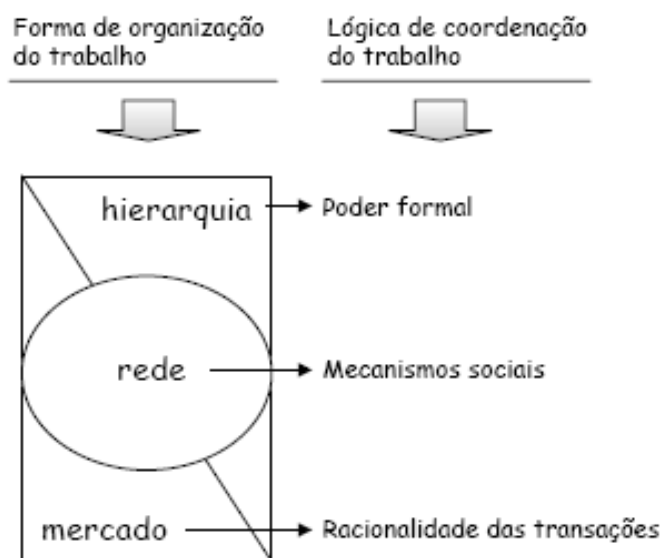 Forma de organização
do trabalho
Lógica de coordenação
do trabalho
hierarquia
Poder formal
rede
Mecanismos sociais
mercado
Racionalidade das transações